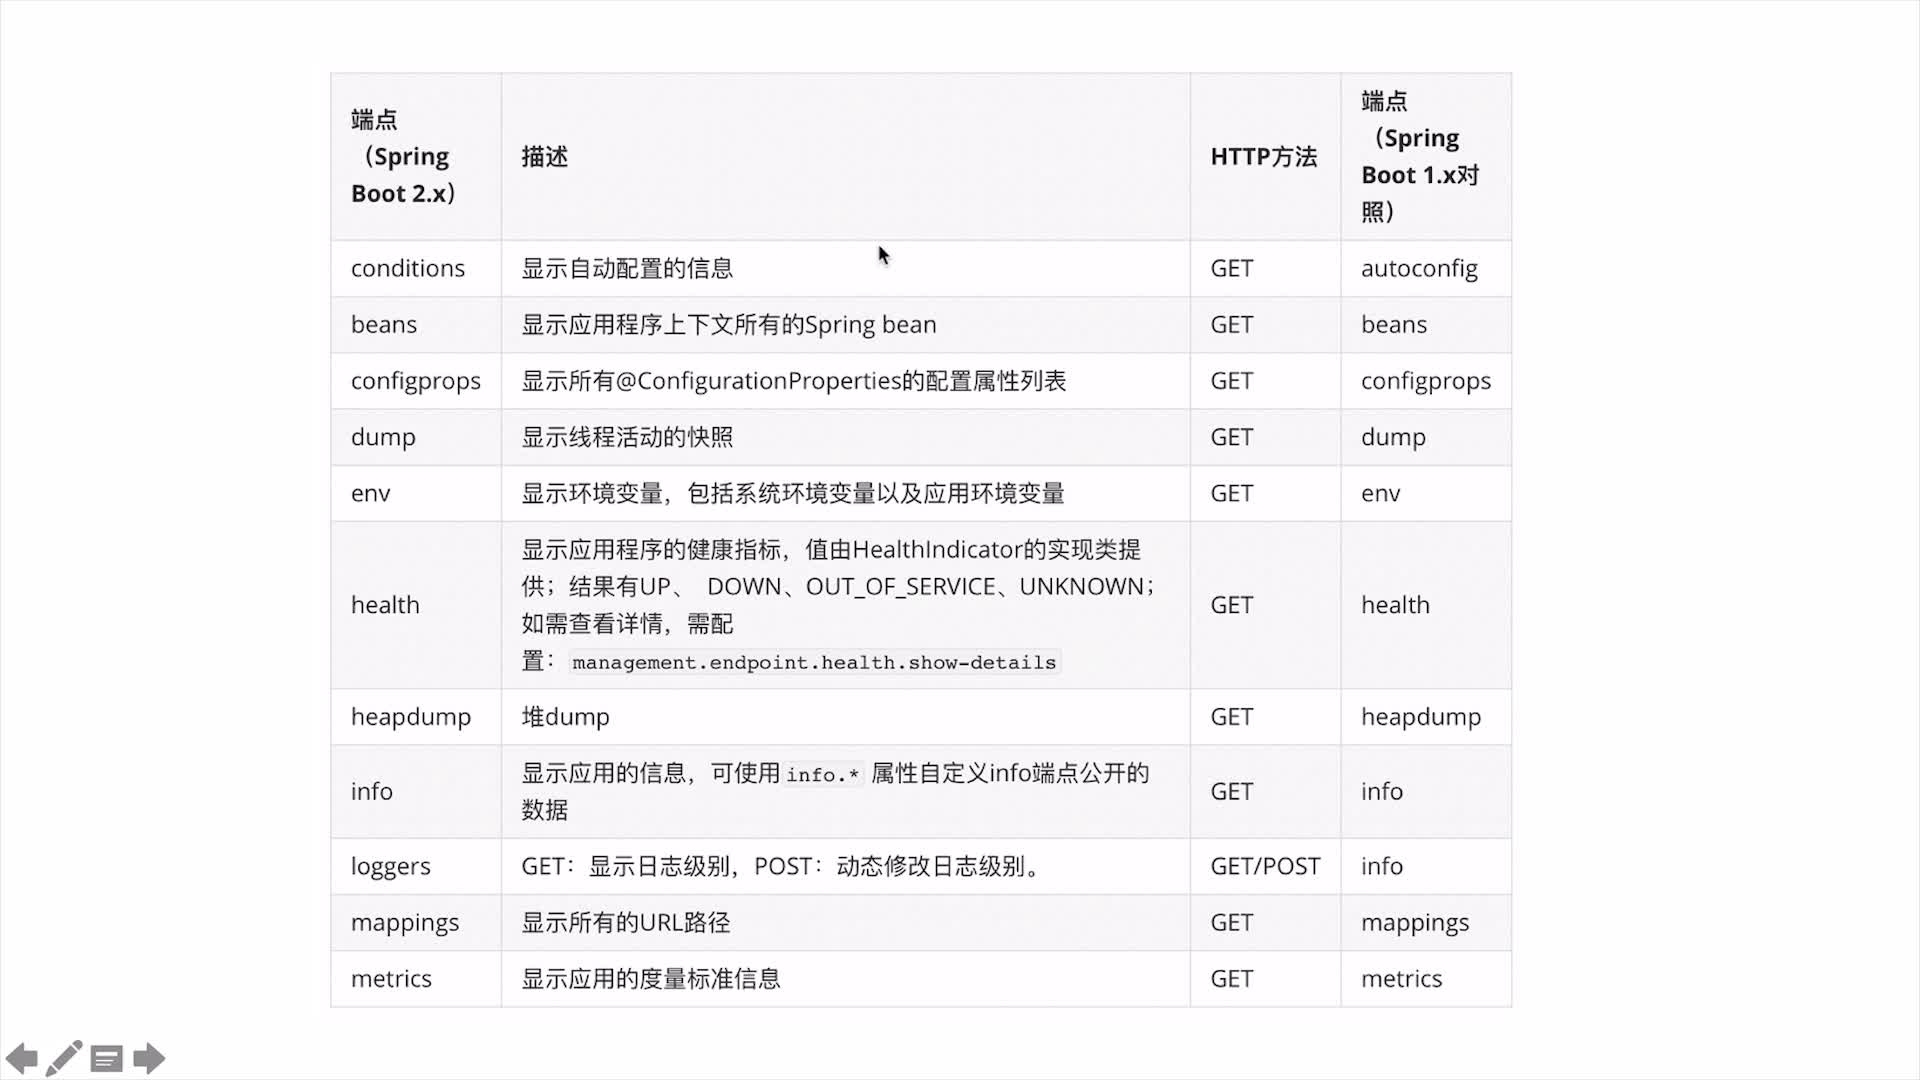 端点
（Spring
Boot 2.x）
描述
HTTP方法
端点
（Spring
Boot 1.x对
照）
conditions
显示自动配置的信息
GET
autoconfig
beans
显示应用程序上下文所有的Spring bean
GET
beans
configprops
显示所有@ConfigurationProperties的配置属性列表
GET
configprops
dump
显示线程活动的快照
GET
dump
env
显示环境变量，包括系统环境变量以及应用环境变量
GET
env
health
显示应用程序的健康指标，值由HealthIndicator的实现类提
供；结果有UP、 DOWN、OUT_OF_SERVICE、UNKNOWN；
如需查看详情，需配
置： management.endpoint.health.show-details
GET
health
heapdump
堆dump
GET
heapdump
info
显示应用的信息，可使用 info.* 属性自定义info端点公开的
数据
GET
info
loggers
GET：显示日志级别，POST：动态修改日志级别。
GET/POST
info
mappings
显示所有的URL路径
GET
mappings
metrics
显示应用的度量标准信息
GET
metrics